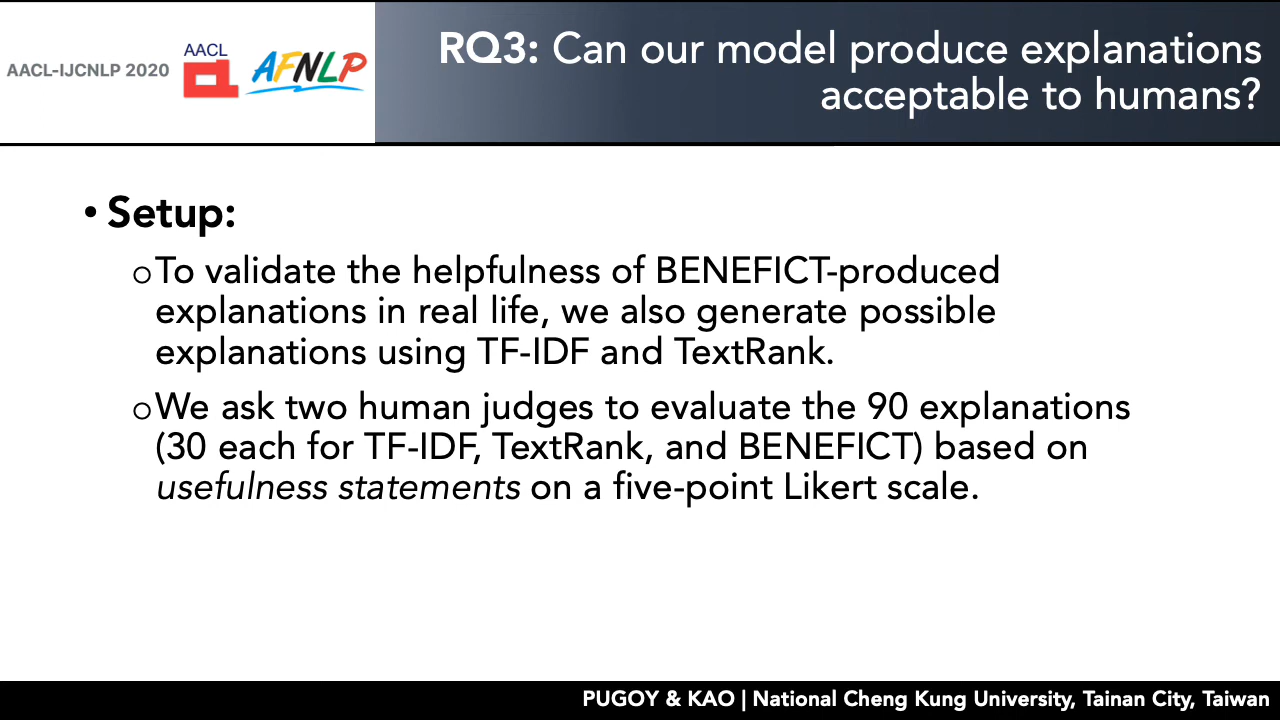 AACL-IJCNLP 2020
AACL
AFNLP
RQ3: Can our model produce explanations
acceptable to humans?
• Setup:
o To validate the helpfulness of BENEFICT-produced
explanations in real life, we also generate possible
explanations using TF-IDF and TextRank.
o We ask two human judges to evaluate the 90 explanations
(30 each for TF-IDF, TextRank, and BENEFICT) based on
usefulness statements on a five-point Likert scale.
PUGOY & KAO | National Cheng Kung University, Tainan City, Taiwan